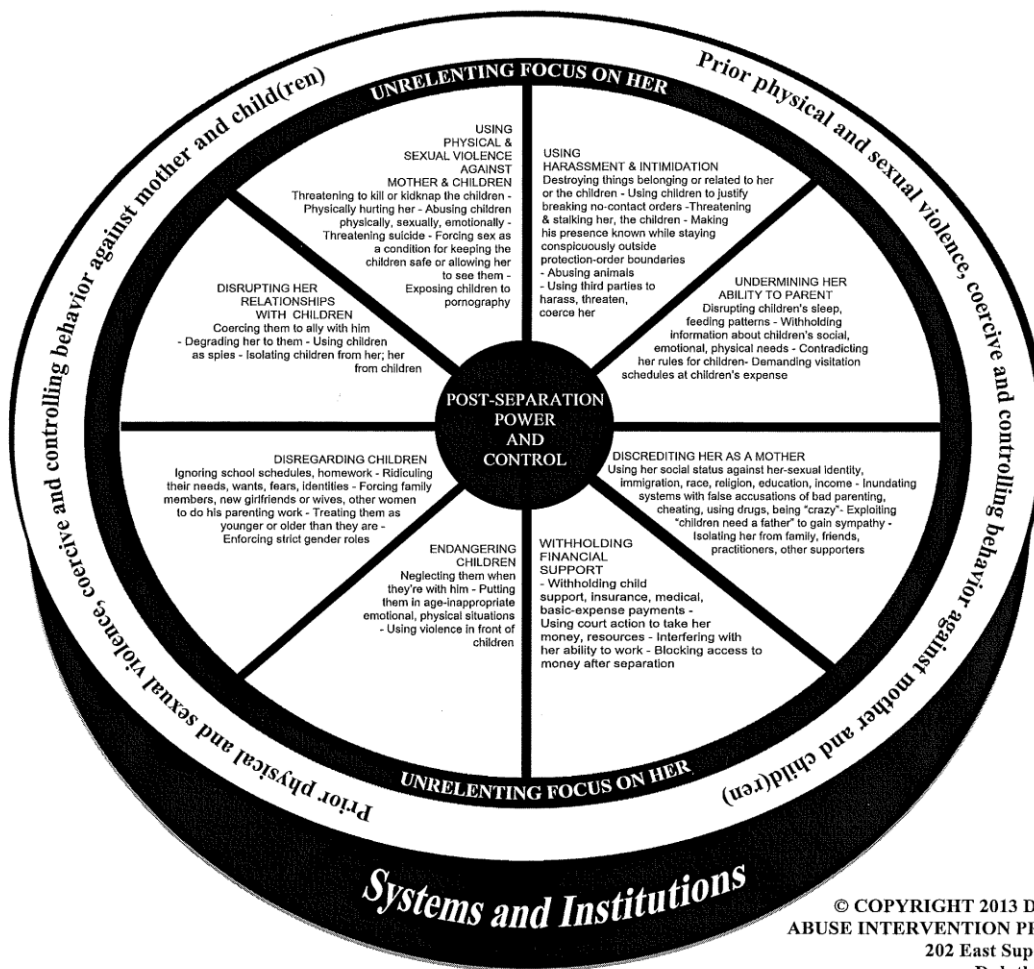 Prior physical and sexual violence, coercive and controlling behavior against mother and child(ren)
Prior physical and sexual violence, coercive and controlling behavior against mother and child(ren)
UNRELENTING FOCUS ON HER
USING
PHYSICAL &
SEXUAL VIOLENCE
AGAINST
MOTHER & CHILDREN
Threatening to kill or kidknap the children -
Physically hurting her - Abusing children
physically, sexually, emotionally -
Threatening suicide - Forcing sex as
a condition for keeping the
children safe or allowing her
to see them -
Exposing children to
pornography
USING
HARASSMENT & INTIMIDATION
Destroying things belonging or related to her
or the children - Using children to justify
breaking no-contact orders -Threatening
& stalking her, the children - Making
his presence known while staying
conspicuously outside
protection-order boundaries
- Abusing animals
- Using third parties to
harass, threaten,
coerce her
DISRUPTING HER
RELATIONSHIPS
WITH CHILDREN
Coercing them to ally with him
- Degrading her to them - Using children
as spies - Isolating children from her; her
from children
UNDERMINING HER
ABILITY TO PARENT
Disrupting children's sleep,
feeding patterns - Withholding
information about children's social,
emotional, physical needs - Contradicting
her rules for children- Demanding visitation
schedules at children's expense
POST-SEPARATION
POWER
AND
CONTROL
DISREGARDING CHILDREN
Ignoring school schedules, homework - Ridiculing
their needs, wants, fears, identities - Forcing family
members, new girlfriends or wives, other women
to do his parenting work - Treating them as
younger or older than they are -
Enforcing strict gender roles
DISCREDITING HER AS A MOTHER
Using her social status against her-sexual identity,
immigration, race, religion, education, income - Inundating
systems with false accusations of bad parenting,
cheating, using drugs, being "crazy"- Exploiting
"children need a father" to gain sympathy -
Isolating her from family, friends,
practitioners, other supporters
ENDANGERING
CHILDREN
Neglecting them when
they're with him - Putting
them in age-inappropriate
emotional, physical situations
- Using violence in front of
children
WITHHOLDING
FINANCIAL
SUPPORT
- Withholding child
support, insurance, medical,
basic-expense payments -
Using court action to take her
money, resources - Interfering with
her ability to work - Blocking access to
money after separation
UNRELENTING FOCUS ON HER
Systems and Institutions
© COPYRIGHT 2013 D
ABUSE INTERVENTION P
202 East Sup